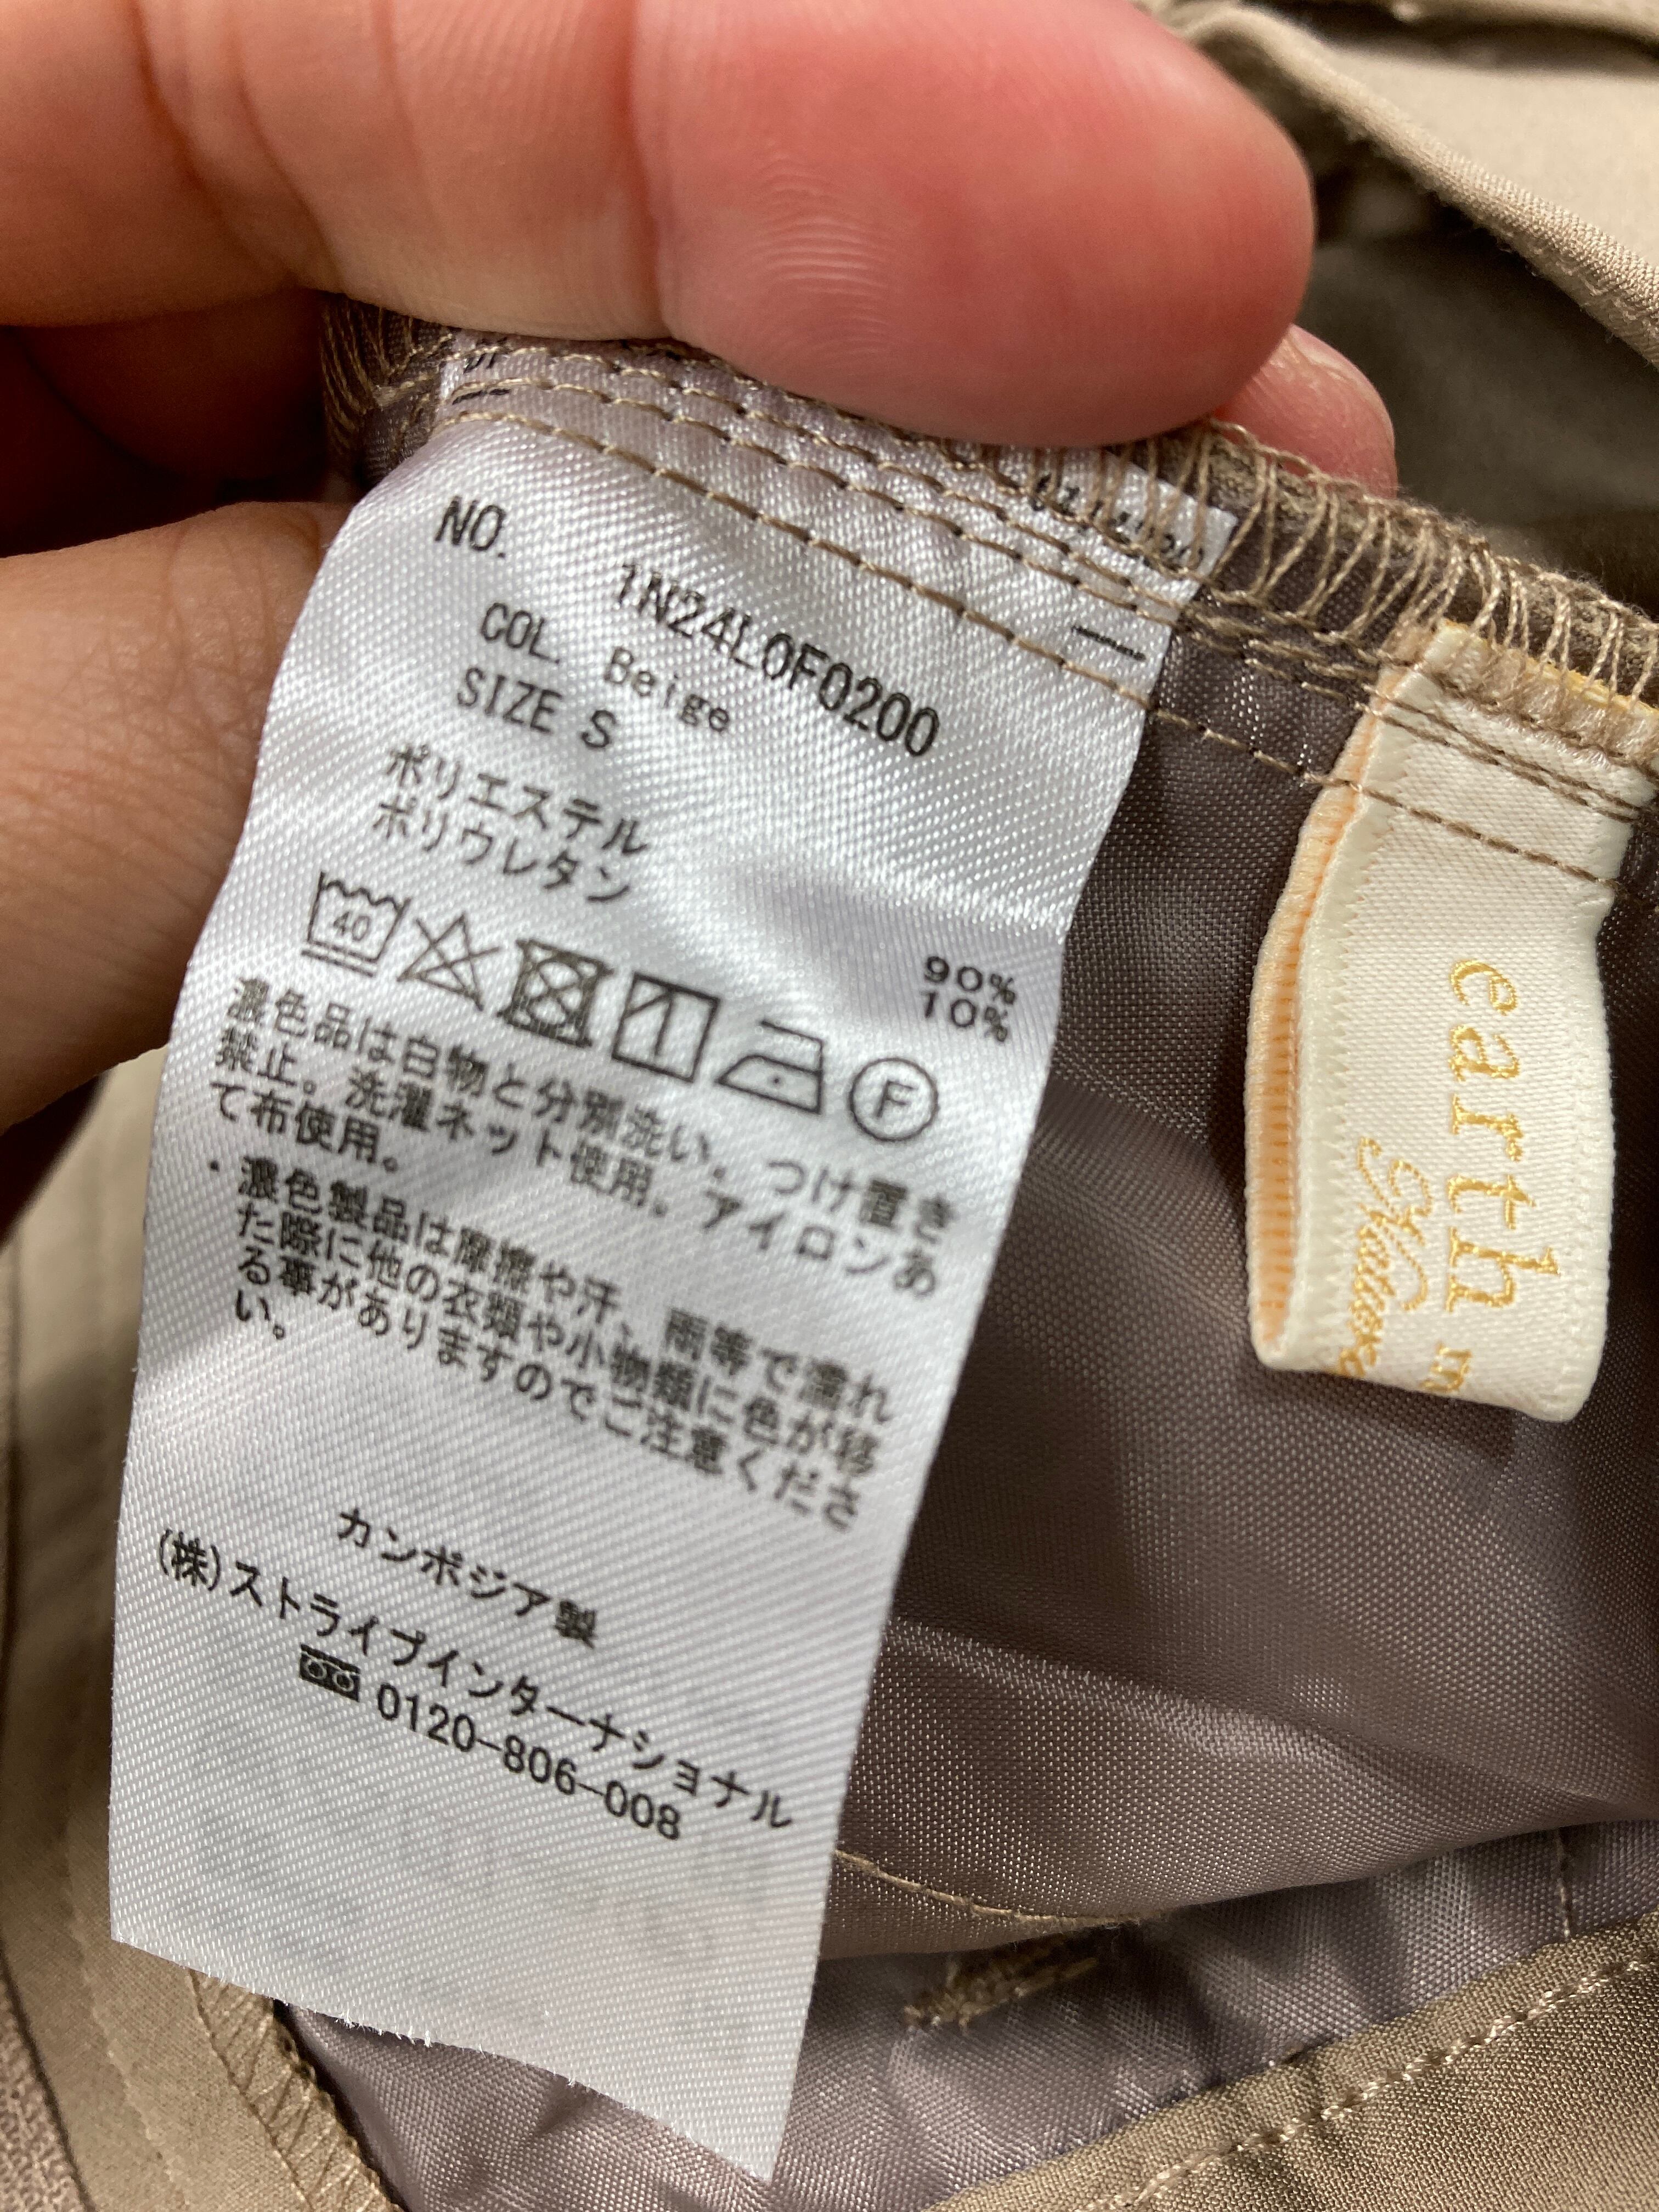 NO. 1N24L0F0200
COL. Beige
SIZE S
ポリエステル 90%
ポリウレタン 10%
40
F
濃色品は白物と分別洗い。つけ置き
禁止。洗濯ネット使用。アイロンあ
て布使用。
・濃色製品は摩擦や汗、雨等で濡れ
た際に他の衣類や小物類に色が移
る事がありますのでご注意くださ
い。
カンボジア製
(株)ストライプインターナショナル
0120-806-008
earth m